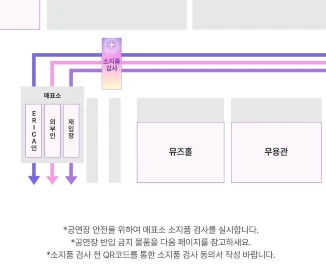 소지품
검사
매표소
ERICA인
외부인
재입장
뮤즈홀
무용관
*공연장 안전을 위하여 매표소 소지품 검사를 실시합니다.
*공연장 반입 금지 물품을 다음 페이지를 참고하세요.
*소지품 검사 전 QR코드를 통한 소지품 검사 동의서 작성 바랍니다.